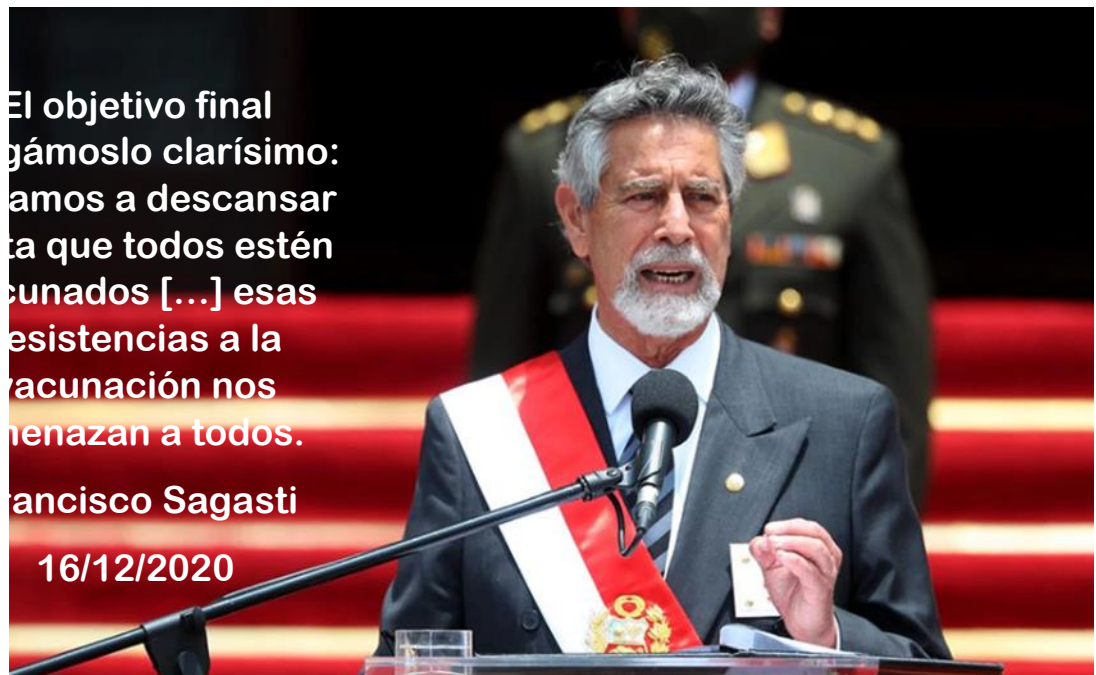 El objetivo final
gámoslo clarísimo:
amos a descansar
ta que todos estén
cunados […] esas
esistencias a la
vacunación nos
menazan a todos.
rancisco Sagasti
16/12/2020